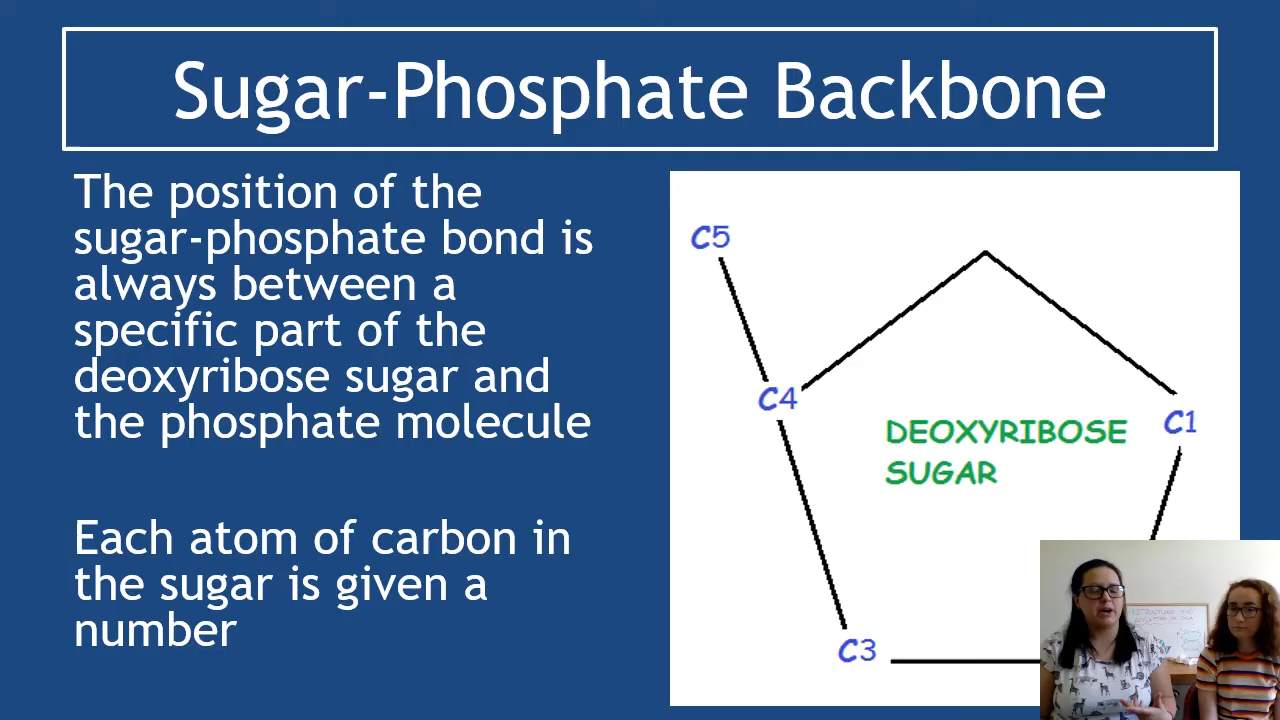 Sugar-Phosphate Backbone
The position of the
sugar-phosphate bond is
always between a
specific part of the
deoxyribose sugar and
the phosphate molecule
Each atom of carbon in
the sugar is given a
number
C5
C4
C1
DEOXYRIBOSE
SUGAR
C3